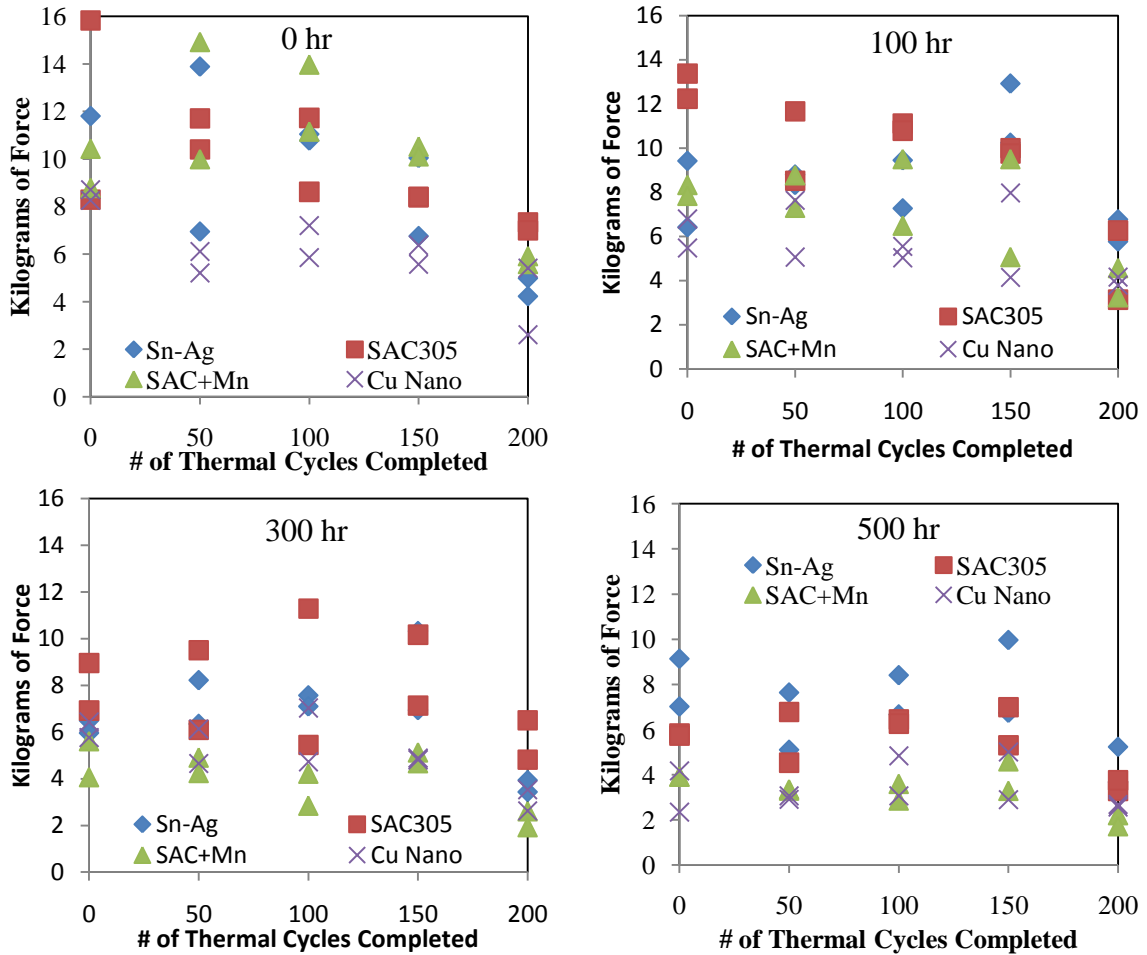 0 hr
Kilograms of Force
16
14
12
10
8
6
4
2
0
Sn-Ag SAC305
SAC+Mn Cu Nano
0 50 100 150 200
# of Thermal Cycles Completed
100 hr
Kilograms of Force
16
14
12
10
8
6
4
2
0
Sn-Ag SAC305
SAC+Mn Cu Nano
0 50 100 150 200
# of Thermal Cycles Completed
300 hr
Kilograms of Force
16
14
12
10
8
6
4
2
0
Sn-Ag SAC305
SAC+Mn Cu Nano
0 50 100 150 200
# of Thermal Cycles Completed
500 hr
Kilograms of Force
16
14
12
10
8
6
4
2
0
Sn-Ag SAC305
SAC+Mn Cu Nano
0 50 100 150 200
# of Thermal Cycles Completed